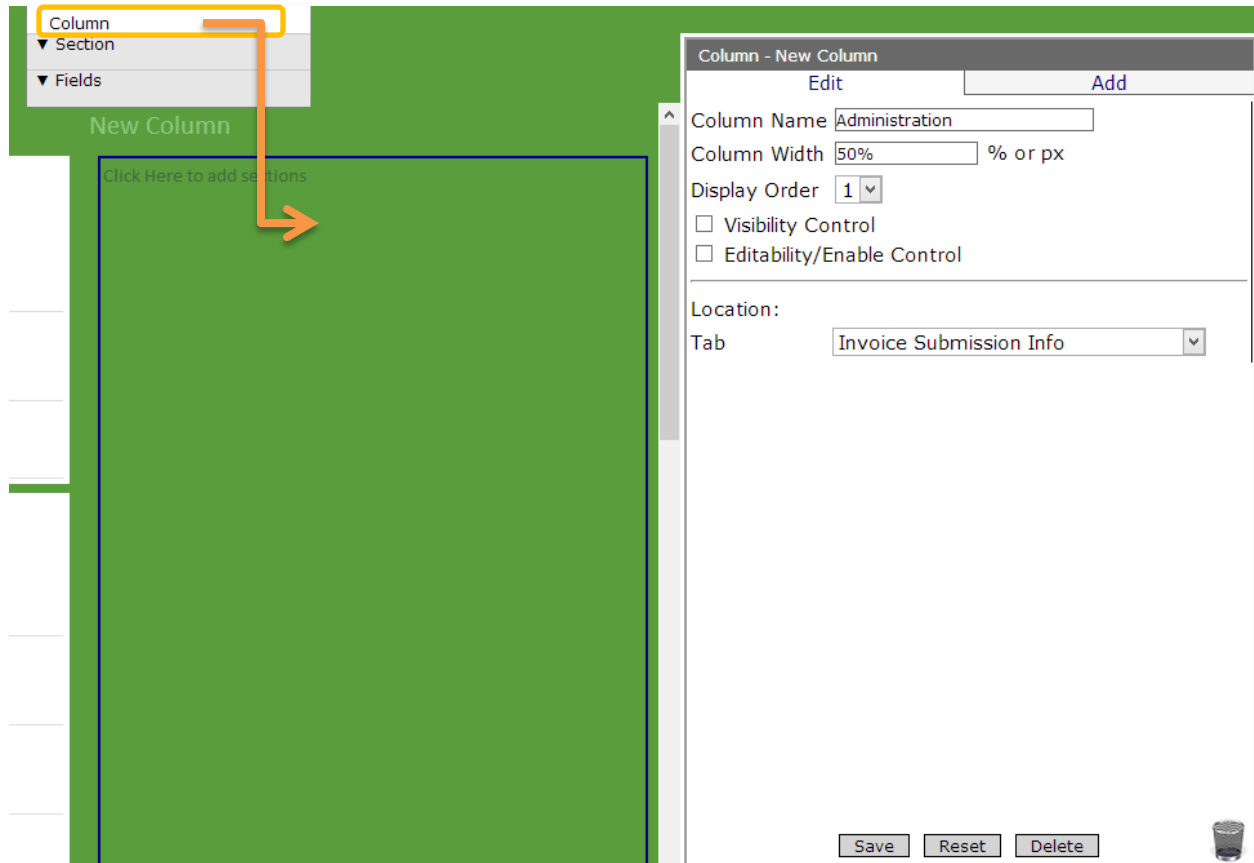 Column
▼ Section
▼ Fields
New Column
Click Here to add sections
Column - New Column
Edit Add
Column Name Administration
Column Width 50% % or px
Display Order 1
Visibility Control
Editability/Enable Control
Location:
Tab Invoice Submission Info
Save Reset Delete